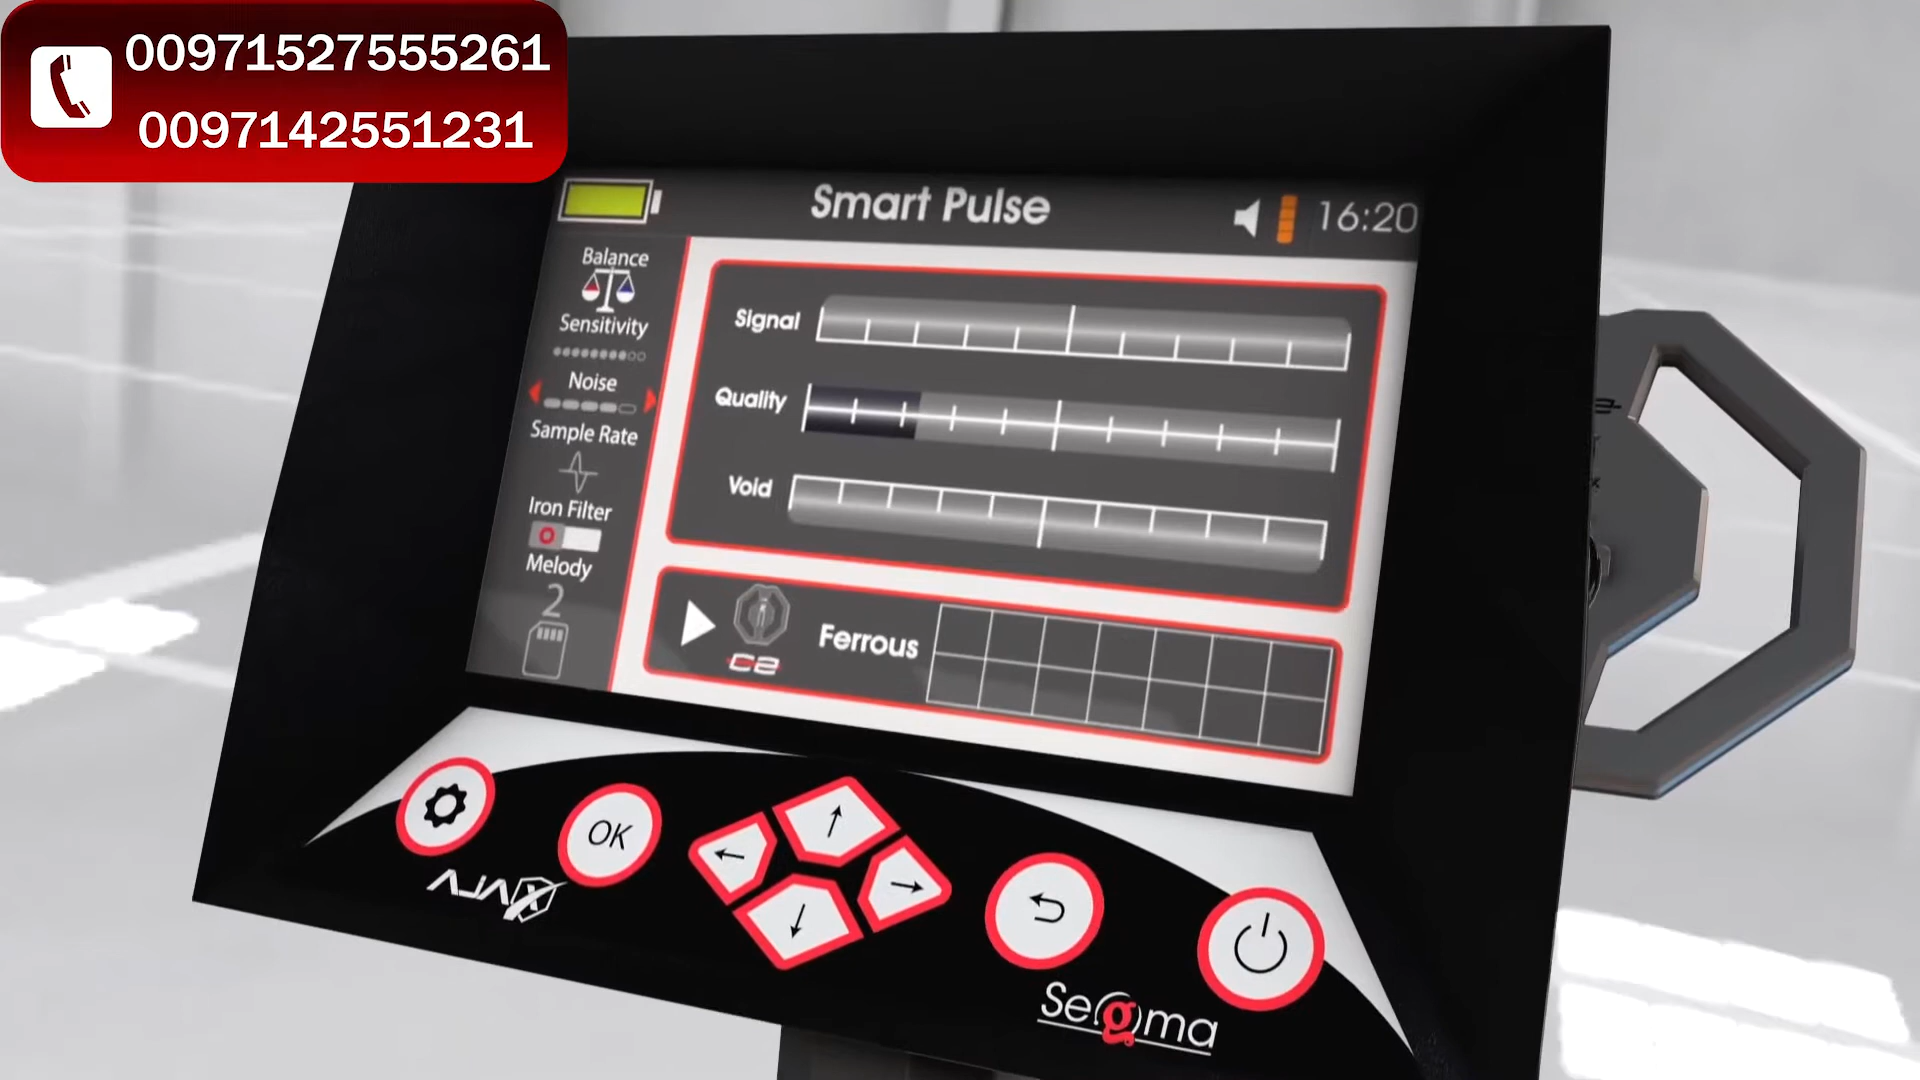 00971527555261
0097142551231
Smart Pulse
16:20
Balance
Sensitivity
Noise
Sample Rate
Iron Filter
Melody
2
Signal
Quality
Void
C2
Ferrous
OK
AJAX
Segma